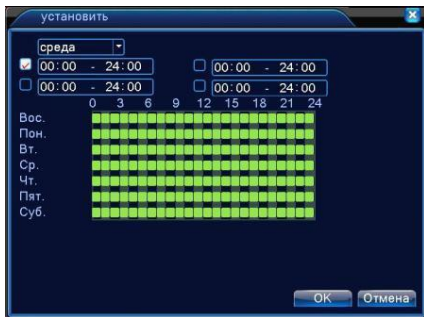 установить
среда
00:00 - 24:00 00:00 - 24:00
00:00 - 24:00 00:00 - 24:00
0 3 6 9 12 15 18 21 24
Вос.
Пон.
Вт.
Ср.
Чт.
Пят.
Суб.
OK Отмена